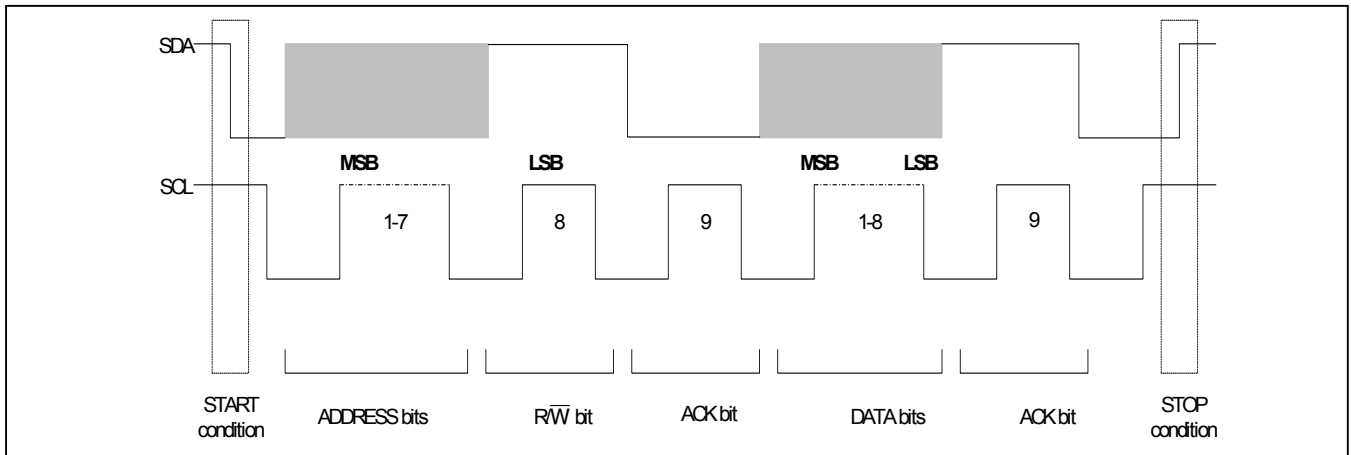 SDA
MSB LSB MSB LSB
SCL
1-7 8 9 1-8 9
START
condition
ADDRESS bits
R/W̅ bit
ACK bit
DATA bits
ACK bit
STOP
condition